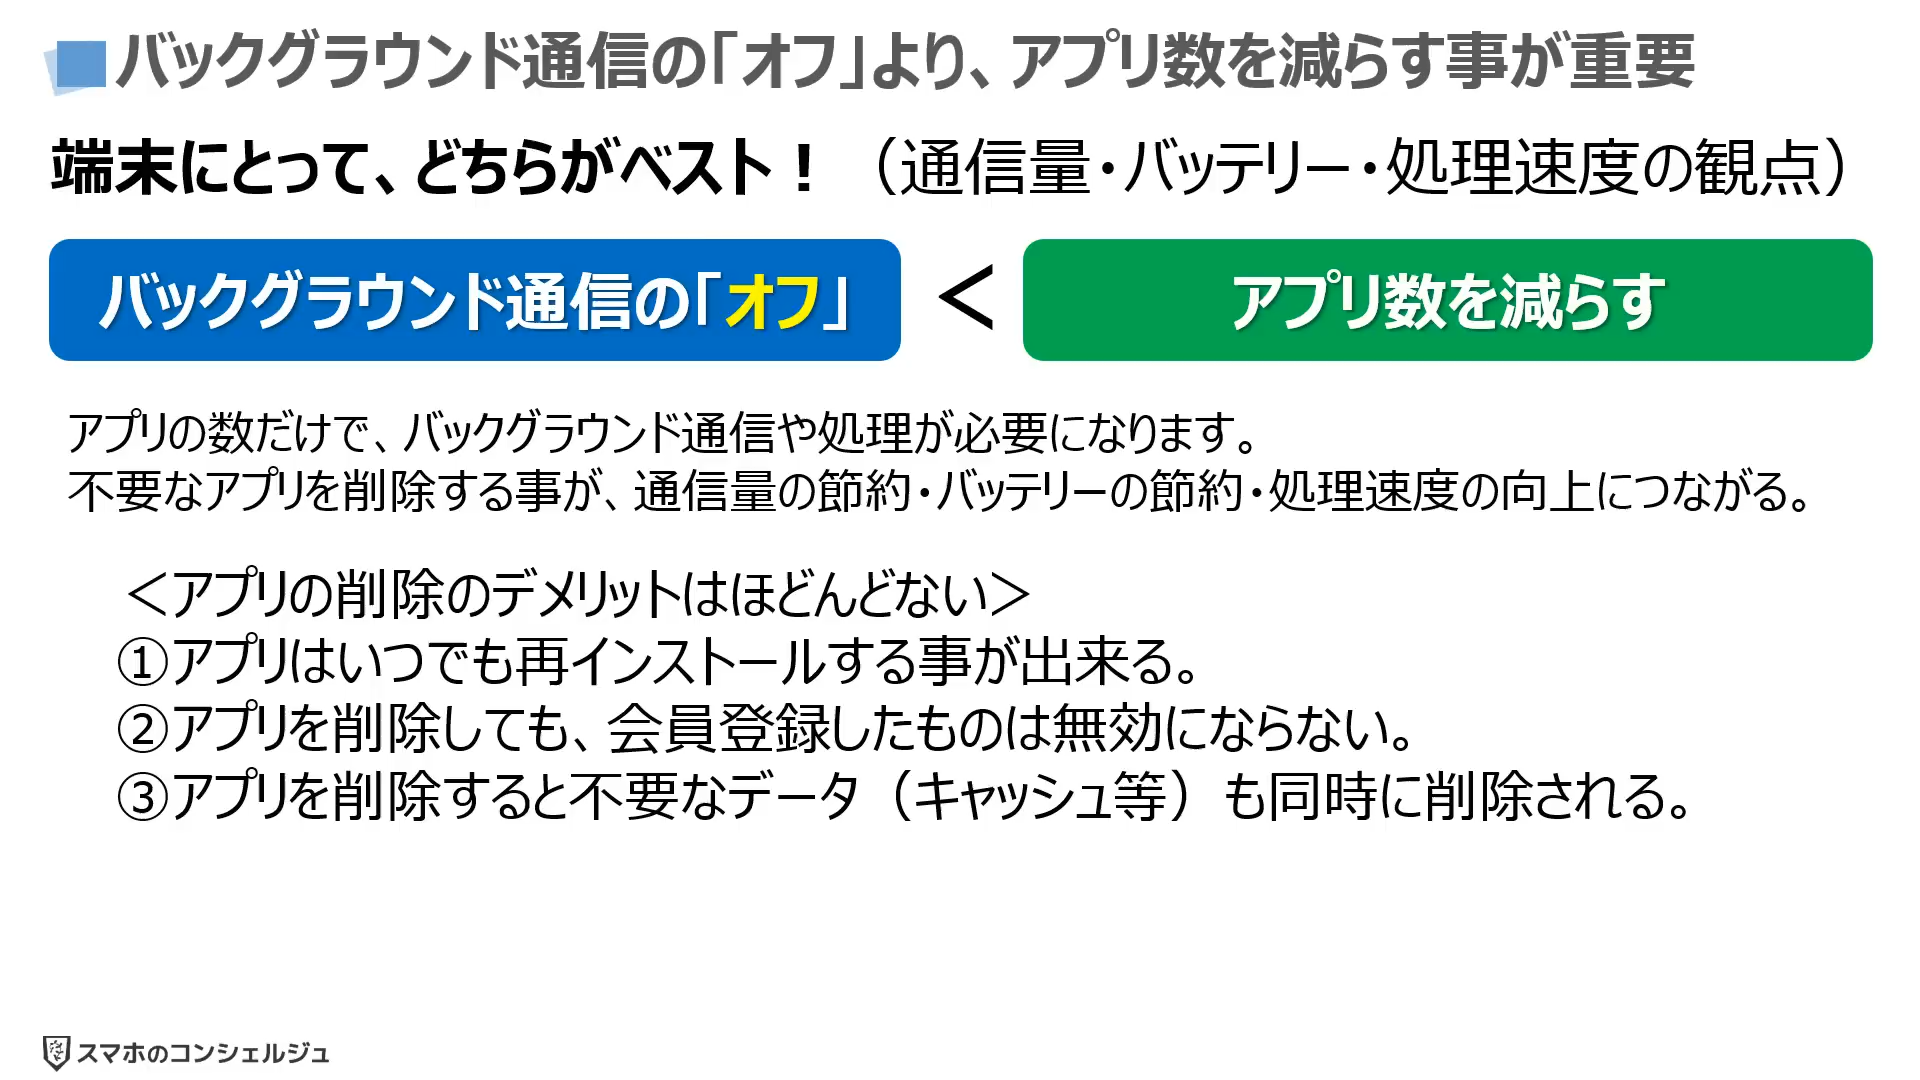 バックグラウンド通信の「オフ」より、アプリ数を減らす事が重要
端末にとって、どちらがベスト！（通信量・バッテリー・処理速度の観点）
バックグラウンド通信の「オフ」 ＜ アプリ数を減らす
アプリの数だけで、バックグラウンド通信や処理が必要になります。
不要なアプリを削除する事が、通信量の節約・バッテリーの節約・処理速度の向上につながる。
＜アプリの削除のデメリットはほどんどない＞
①アプリはいつでも再インストールする事が出来る。
②アプリを削除しても、会員登録したものは無効にならない。
③アプリを削除すると不要なデータ（キャッシュ等）も同時に削除される。
スマホのコンシェルジュ